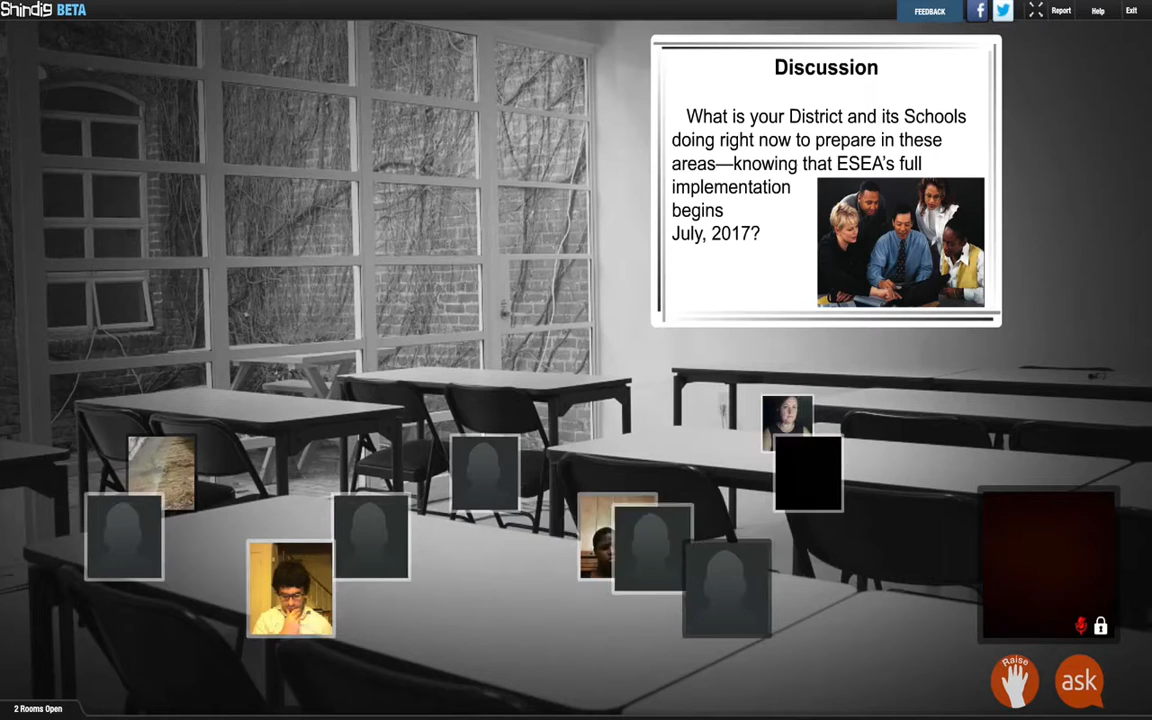 Shindig BETA
FEEDBACK
Report
Help
Exit
Discussion
What is your District and its Schools
doing right now to prepare in these
areas—knowing that ESEA’s full
implementation
begins
July, 2017?
Raise
ask
2 Rooms Open